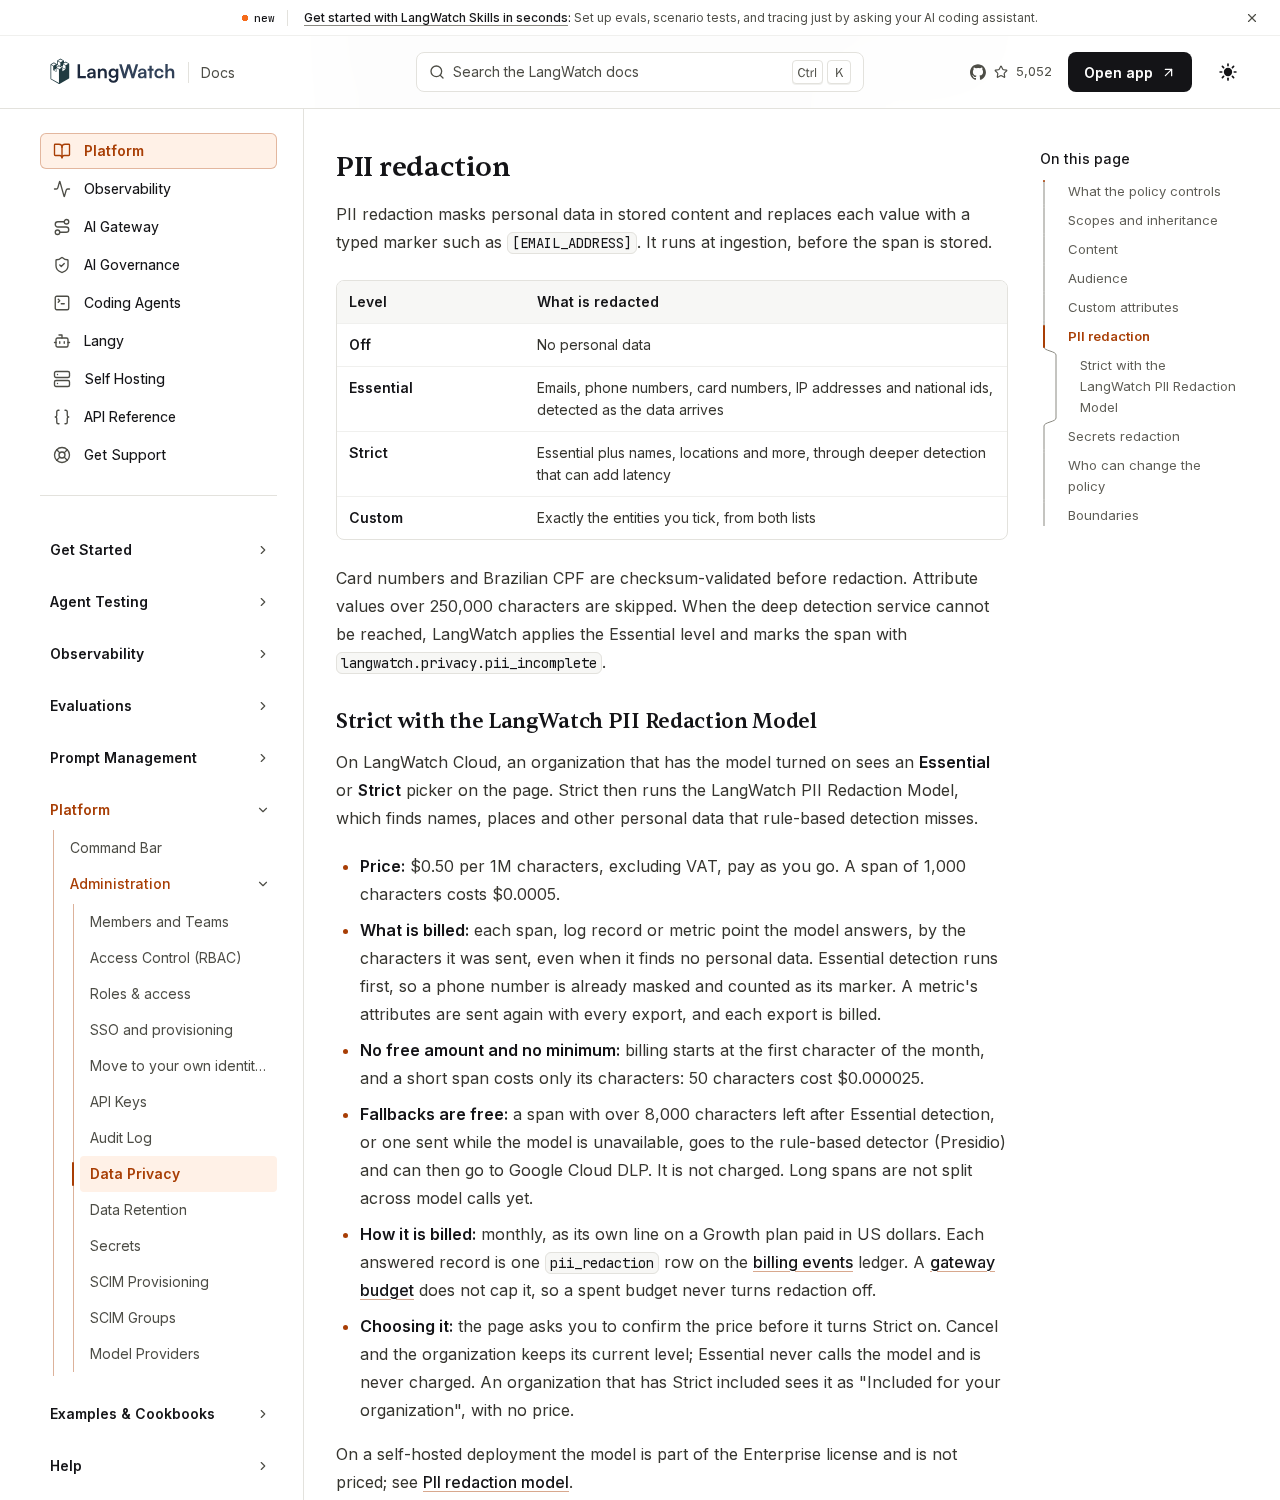 new
Get started with LangWatch Skills in seconds: Set up evals, scenario tests, and tracing just by asking your AI coding assistant.
LangWatch
Docs
Search the LangWatch docs
Ctrl K
5,052
Open app
Platform
Observability
AI Gateway
AI Governance
Coding Agents
Langy
Self Hosting
API Reference
Get Support
Get Started
Agent Testing
Observability
Evaluations
Prompt Management
Platform
Command Bar
Administration
Members and Teams
Access Control (RBAC)
Roles & access
SSO and provisioning
Move to your own identit...
API Keys
Audit Log
Data Privacy
Data Retention
Secrets
SCIM Provisioning
SCIM Groups
Model Providers
Examples & Cookbooks
Help
PII redaction
PII redaction masks personal data in stored content and replaces each value with a
typed marker such as [EMAIL_ADDRESS]. It runs at ingestion, before the span is stored.
Level What is redacted
Off No personal data
Essential Emails, phone numbers, card numbers, IP addresses and national ids,
detected as the data arrives
Strict Essential plus names, locations and more, through deeper detection
that can add latency
Custom Exactly the entities you tick, from both lists
Card numbers and Brazilian CPF are checksum-validated before redaction. Attribute
values over 250,000 characters are skipped. When the deep detection service cannot
be reached, LangWatch applies the Essential level and marks the span with
langwatch.privacy.pii_incomplete.
Strict with the LangWatch PII Redaction Model
On LangWatch Cloud, an organization that has the model turned on sees an Essential
or Strict picker on the page. Strict then runs the LangWatch PII Redaction Model,
which finds names, places and other personal data that rule-based detection misses.
Price: $0.50 per 1M characters, excluding VAT, pay as you go. A span of 1,000
characters costs $0.0005.
What is billed: each span, log record or metric point the model answers, by the
characters it was sent, even when it finds no personal data. Essential detection runs
first, so a phone number is already masked and counted as its marker. A metric's
attributes are sent again with every export, and each export is billed.
No free amount and no minimum: billing starts at the first character of the month,
and a short span costs only its characters: 50 characters cost $0.000025.
Fallbacks are free: a span with over 8,000 characters left after Essential detection,
or one sent while the model is unavailable, goes to the rule-based detector (Presidio)
and can then go to Google Cloud DLP. It is not charged. Long spans are not split
across model calls yet.
How it is billed: monthly, as its own line on a Growth plan paid in US dollars. Each
answered record is one pii_redaction row on the billing events ledger. A gateway
budget does not cap it, so a spent budget never turns redaction off.
Choosing it: the page asks you to confirm the price before it turns Strict on. Cancel
and the organization keeps its current level; Essential never calls the model and is
never charged. An organization that has Strict included sees it as "Included for your
organization", with no price.
On a self-hosted deployment the model is part of the Enterprise license and is not
priced; see PII redaction model.
On this page
What the policy controls
Scopes and inheritance
Content
Audience
Custom attributes
PII redaction
Strict with the
LangWatch PII Redaction
Model
Secrets redaction
Who can change the
policy
Boundaries